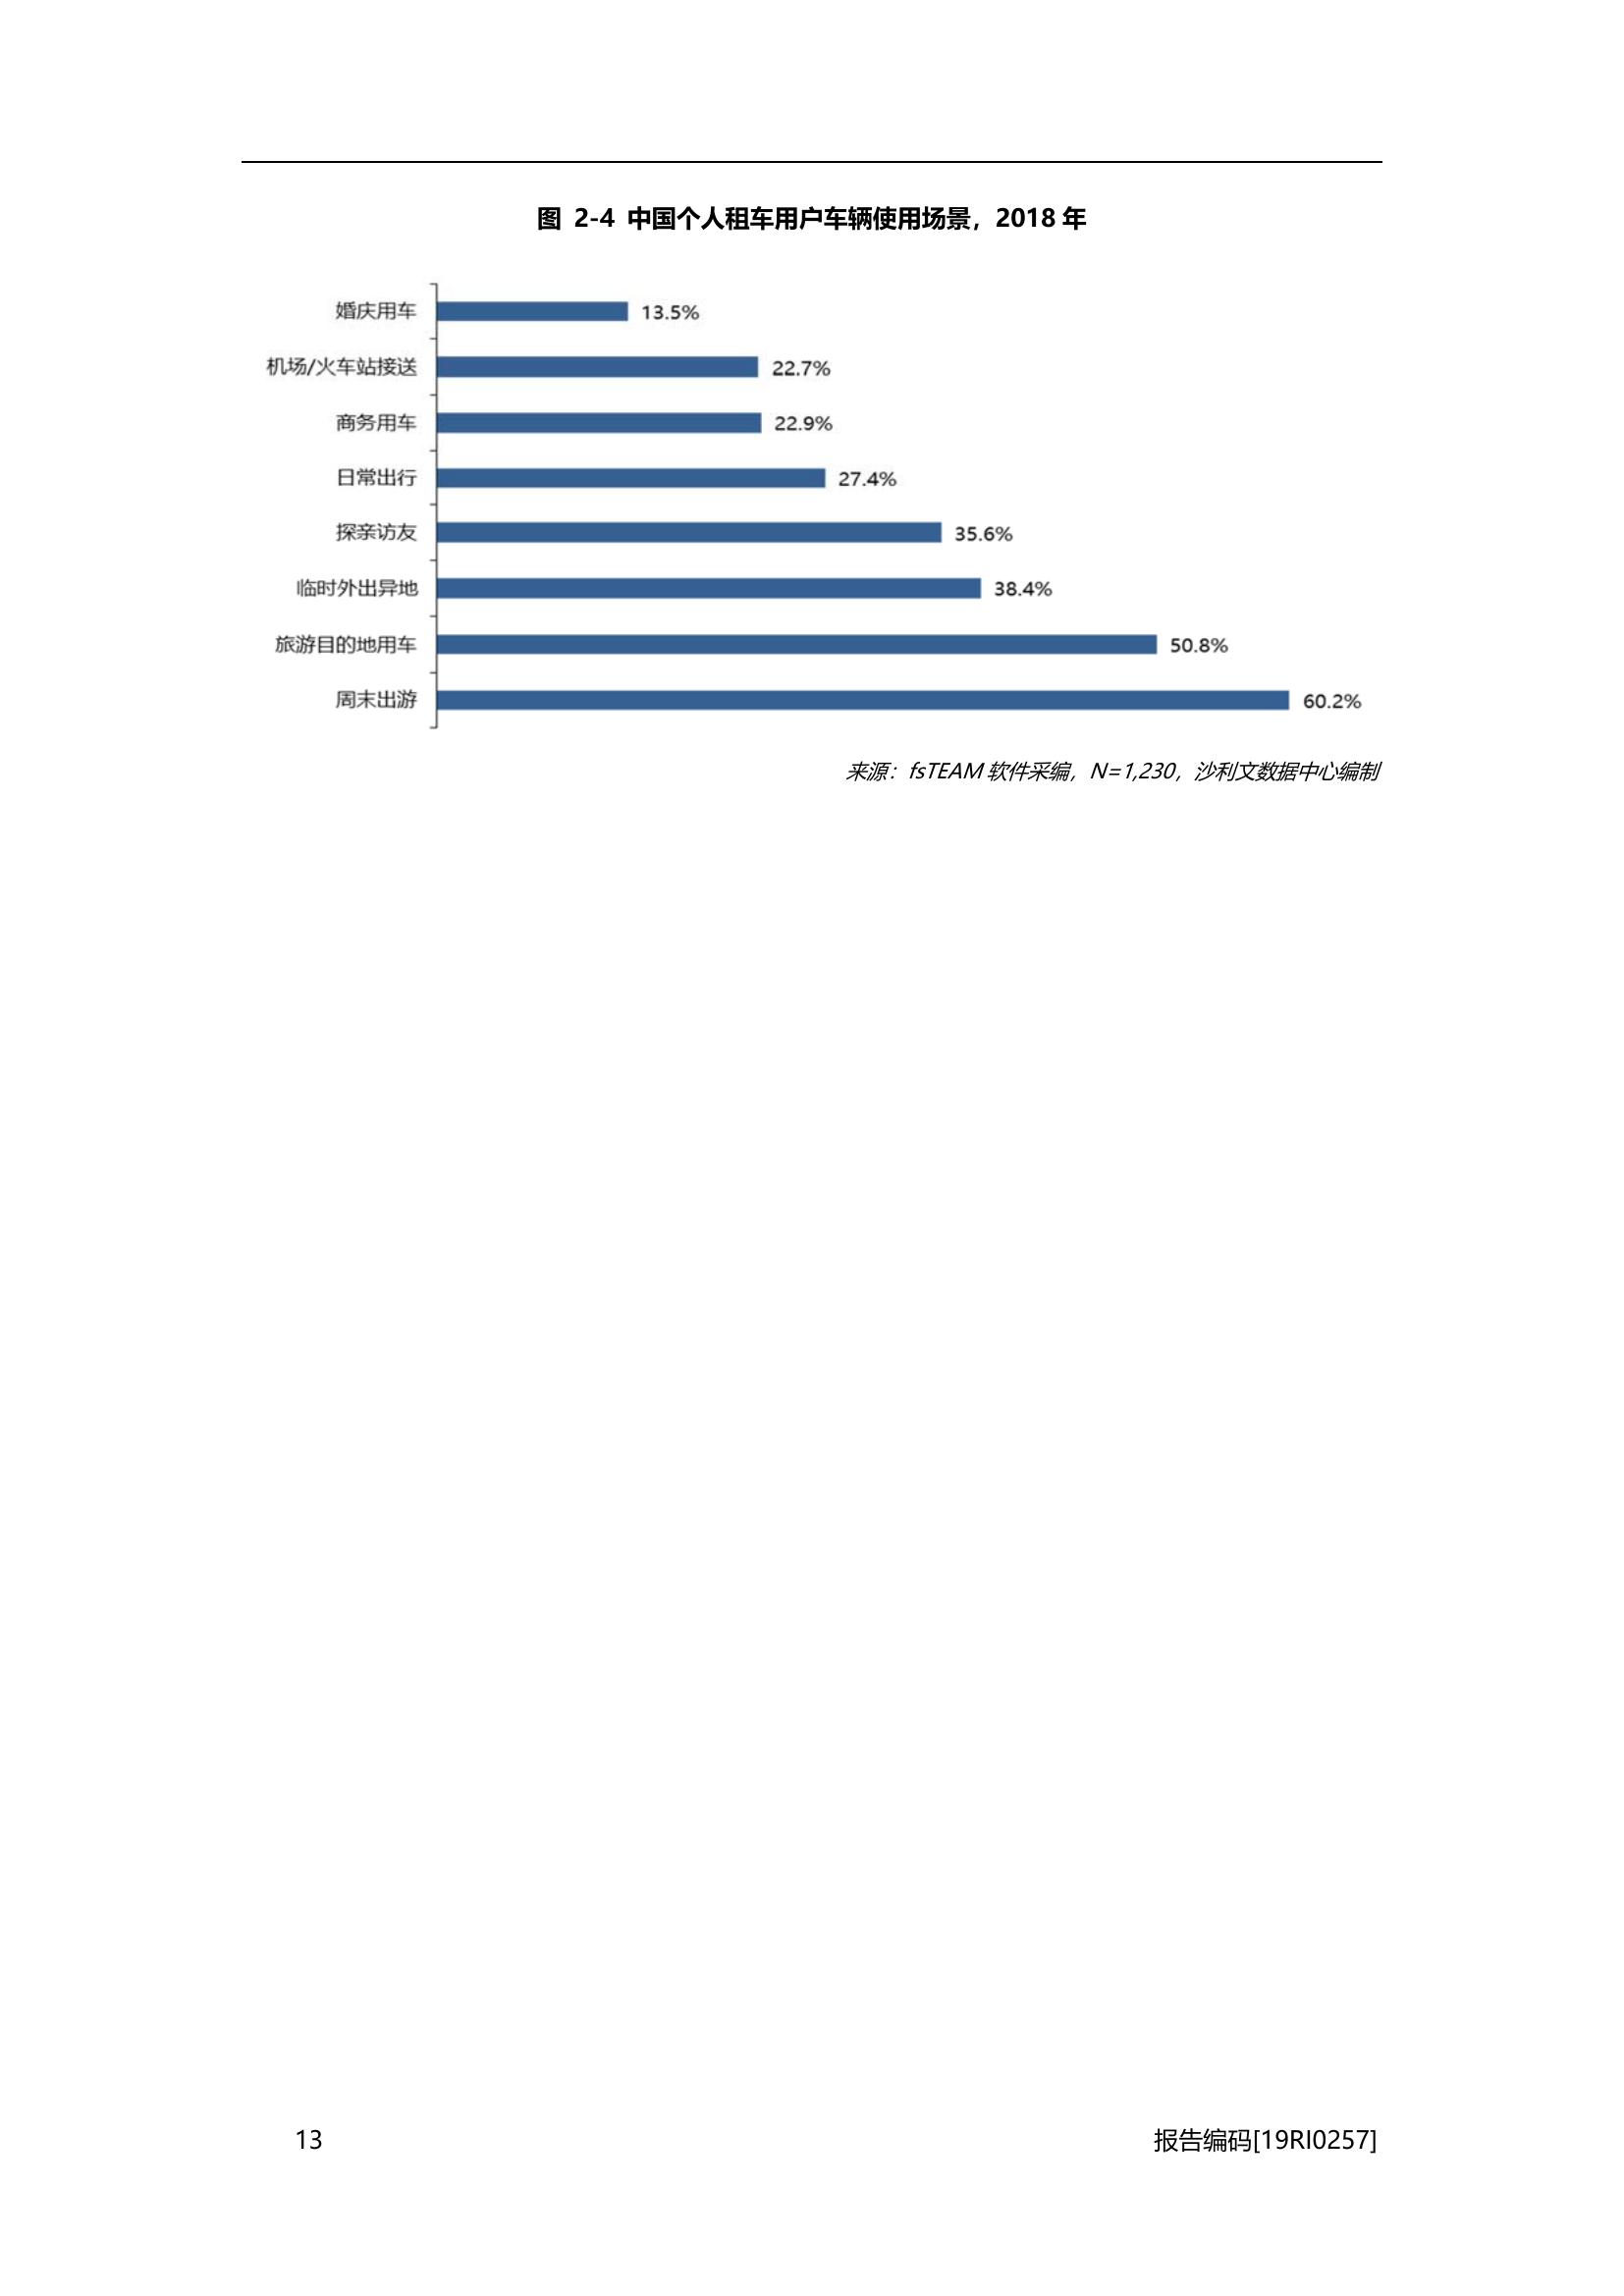 图 2-4 中国个人租车用户车辆使用场景，2018 年
婚庆用车 13.5%
机场/火车站接送 22.7%
商务用车 22.9%
日常出行 27.4%
探亲访友 35.6%
临时外出异地 38.4%
旅游目的地用车 50.8%
周末出游 60.2%
来源：fsTEAM 软件采编，N=1,230，沙利文数据中心编制
13 报告编码[19RI0257]